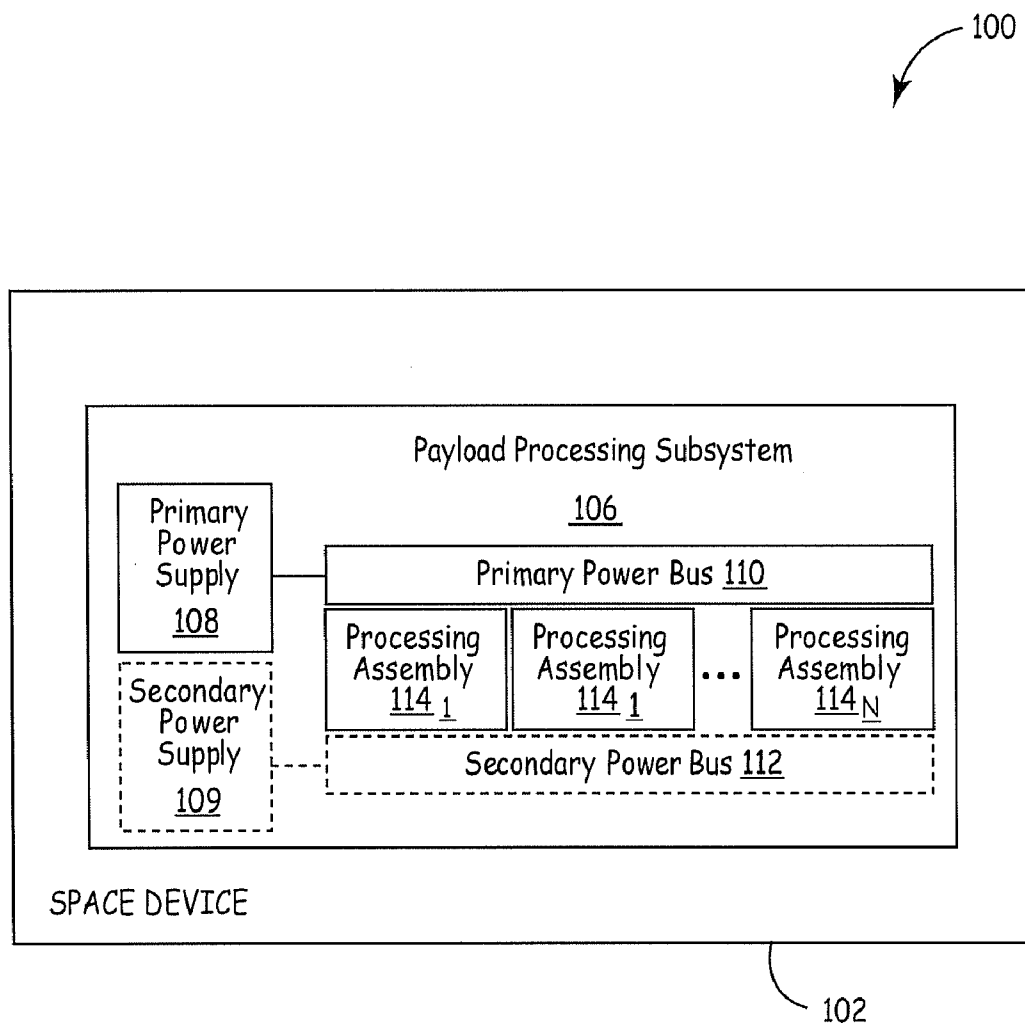 100
Payload Processing Subsystem
106
Primary
Power
Supply
108
Primary Power Bus 110
Processing
Assembly
114 1
Processing
Assembly
114 1
...
Processing
Assembly
114 N
Secondary
Power
Supply
109
Secondary Power Bus 112
SPACE DEVICE
102